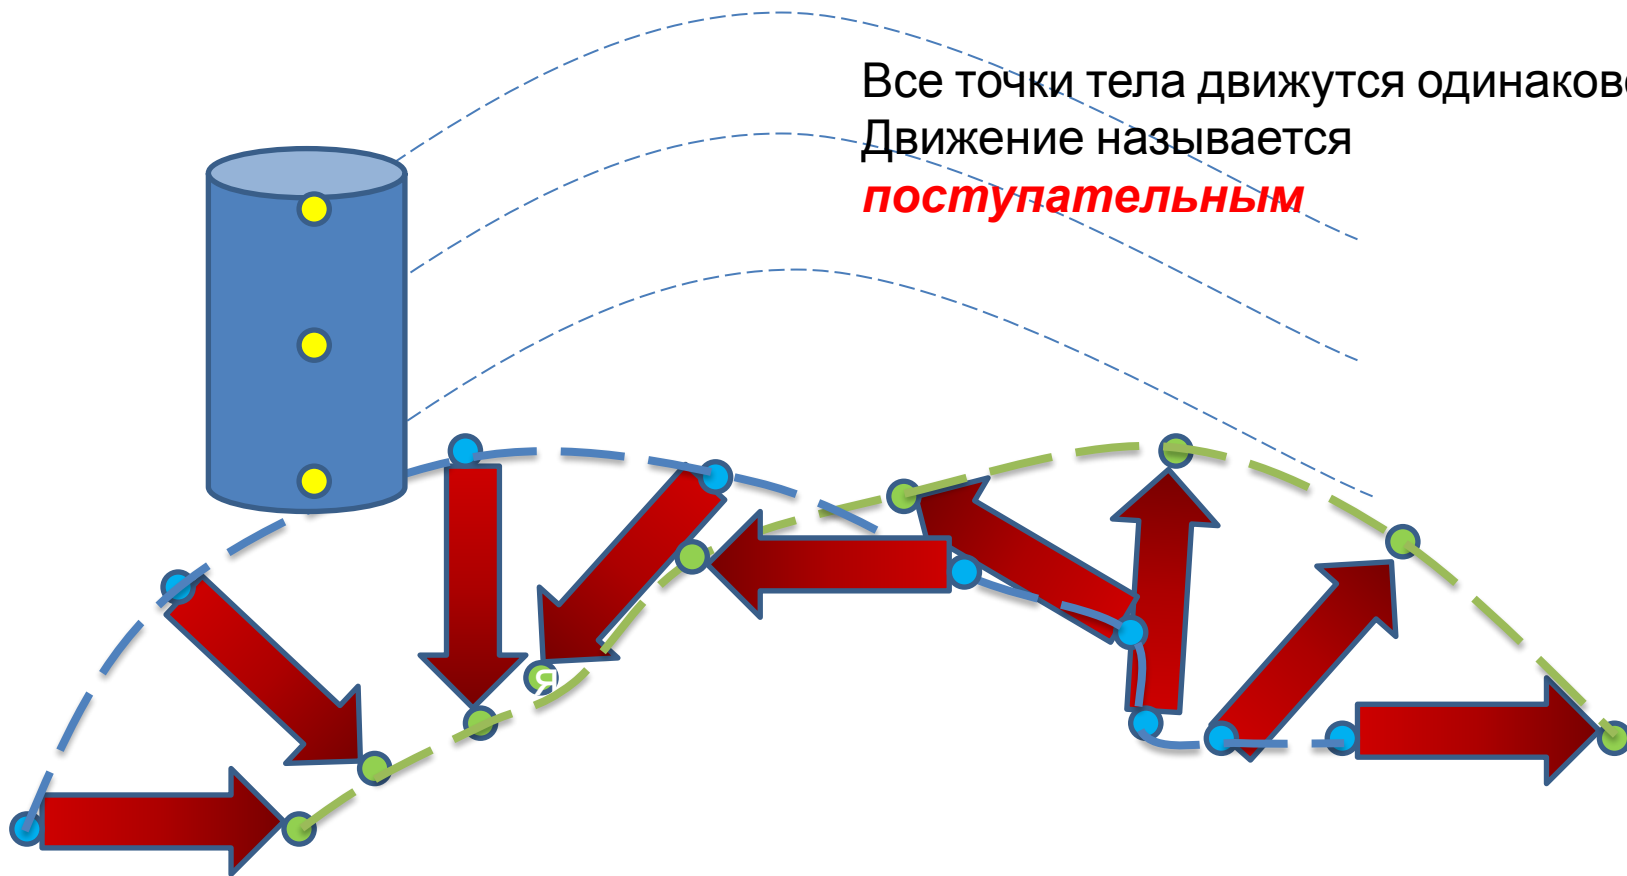 Все точки тела движутся одинаково
Движение называется
поступательным
я